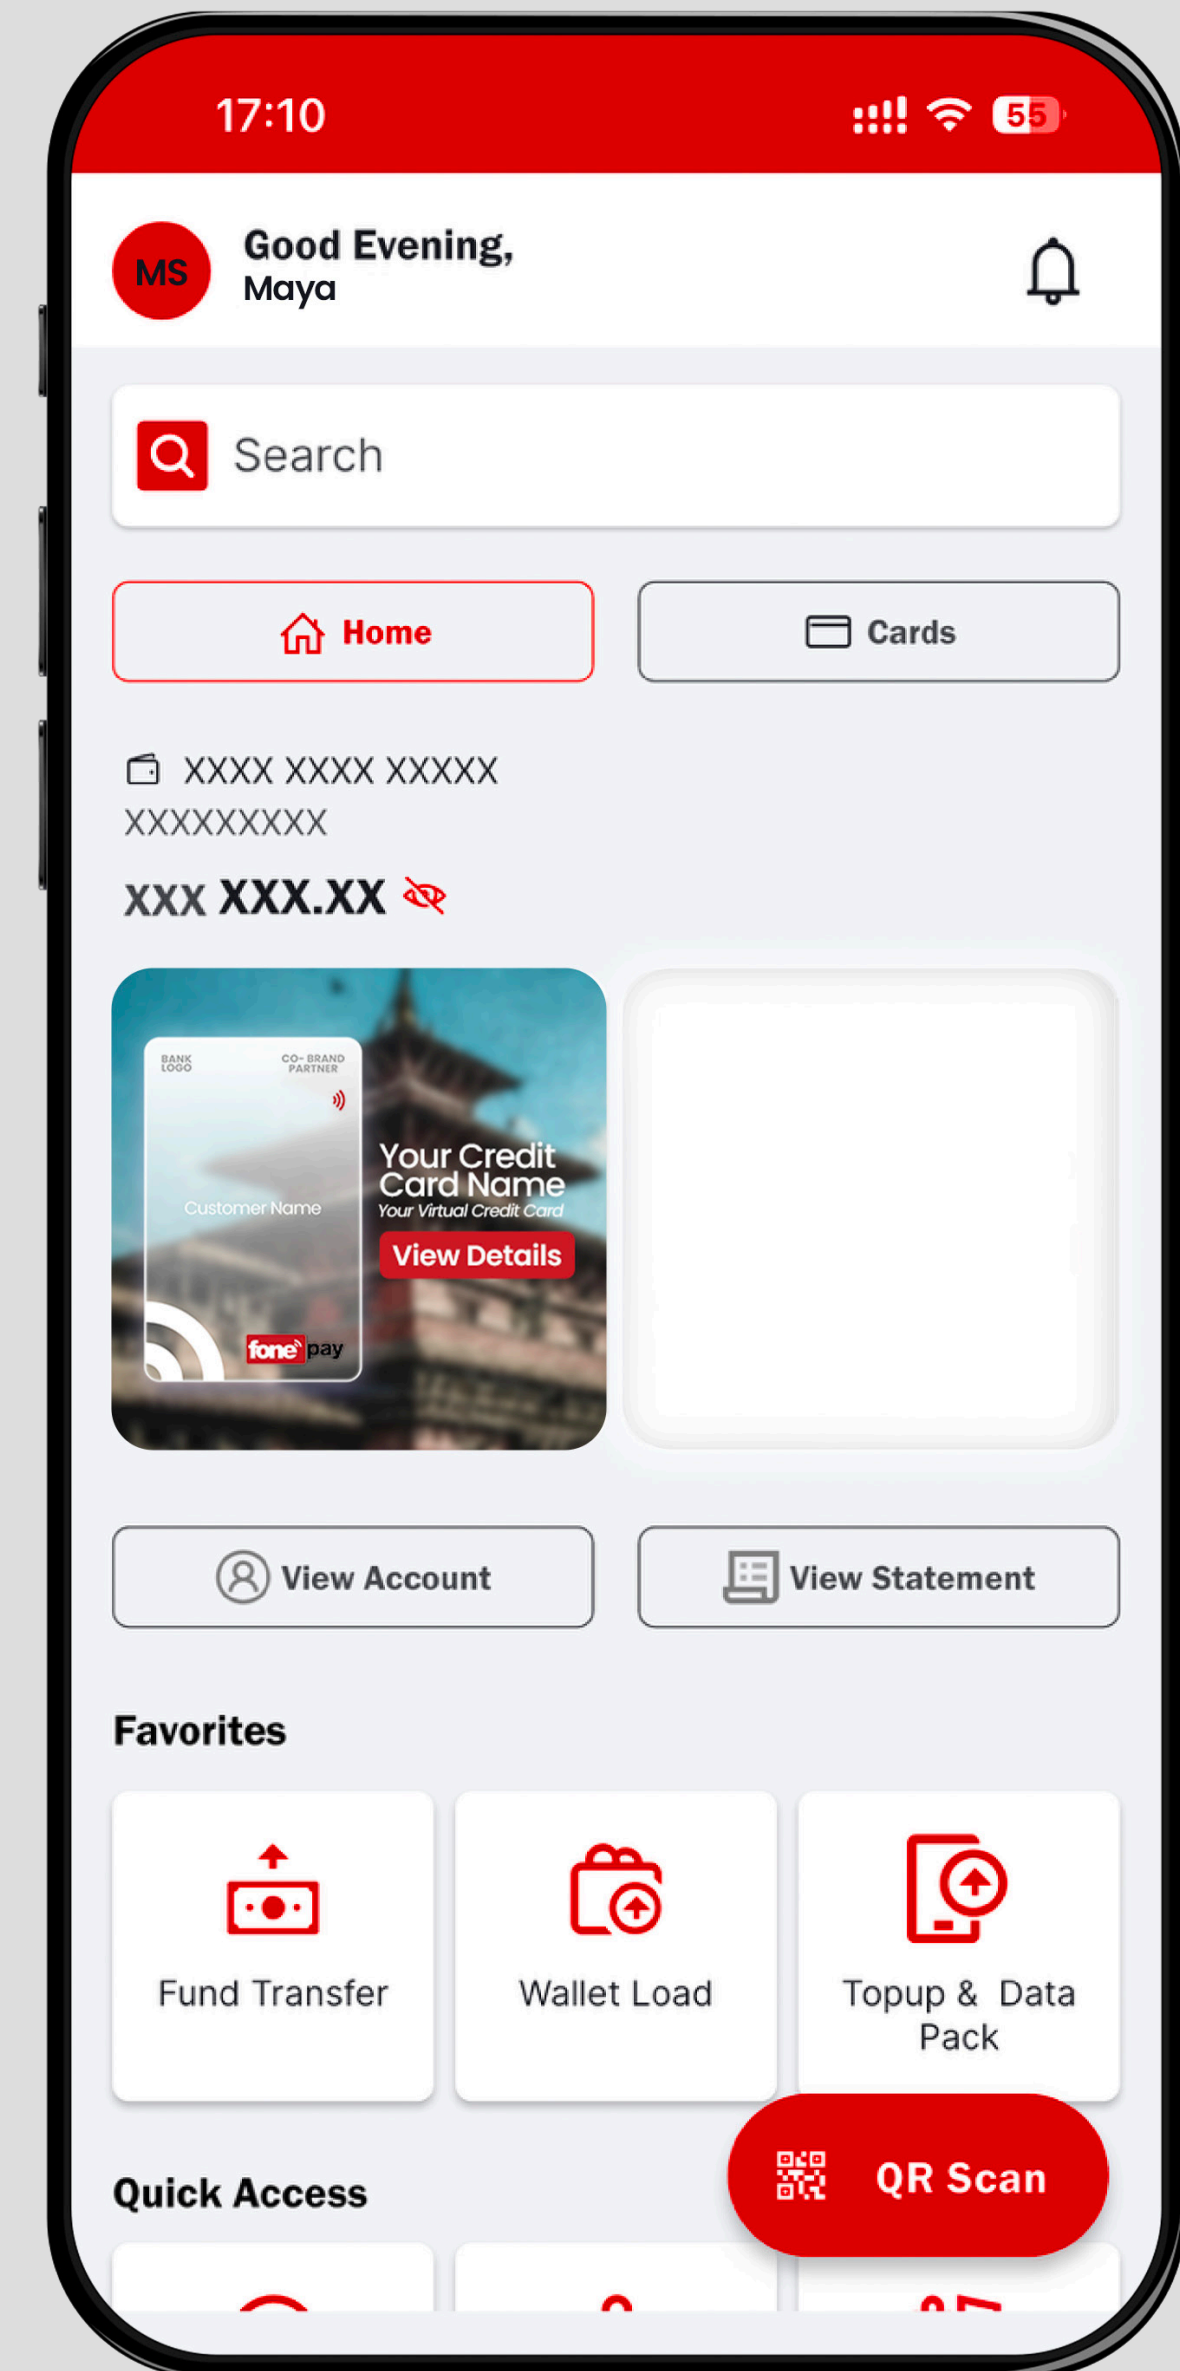 17:10
55
MS
Good Evening,
Maya
Search
Home
Cards
XXXX XXXX XXXXX
XXXXXXXXX
XXX XXX.XX
BANK LOGO
CO- BRAND PARTNER
Customer Name
fonepay
Your Credit
Card Name
Your Virtual Credit Card
View Details
View Account
View Statement
Favorites
Fund Transfer
Wallet Load
Topup & Data
Pack
Quick Access
QR Scan